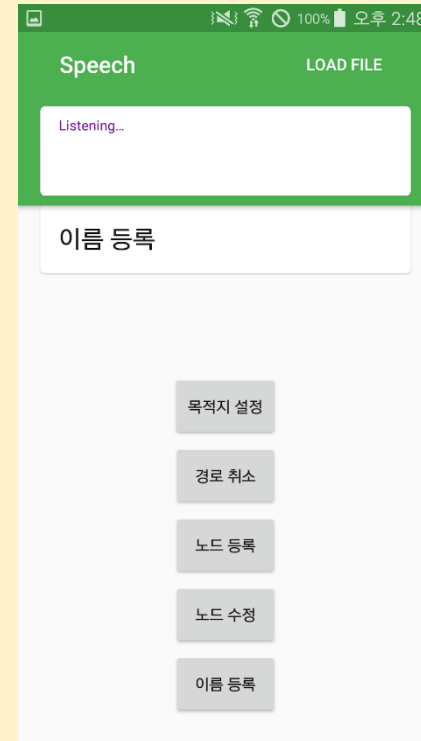 100% 오후 2:48
Speech LOAD FILE
Listening...
이름 등록
목적지 설정
경로 취소
노드 등록
노드 수정
이름 등록